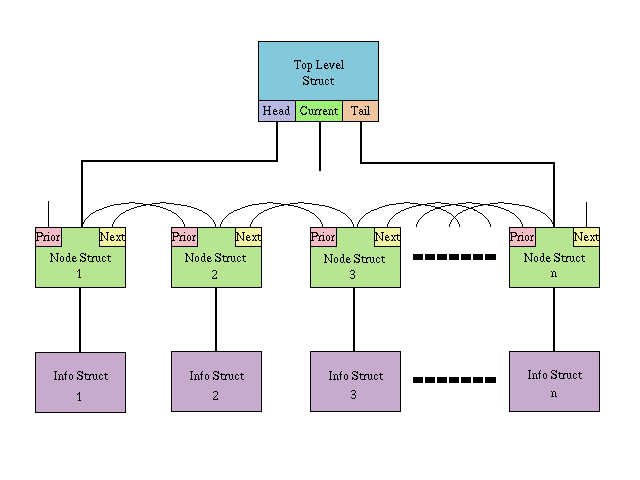 Top Level
Struct
Head Current Tail
Prior Next Prior Next Prior Next Prior Next
Node Struct Node Struct Node Struct Node Struct
1 2 3 n
Info Struct Info Struct Info Struct Info Struct
1 2 3 n